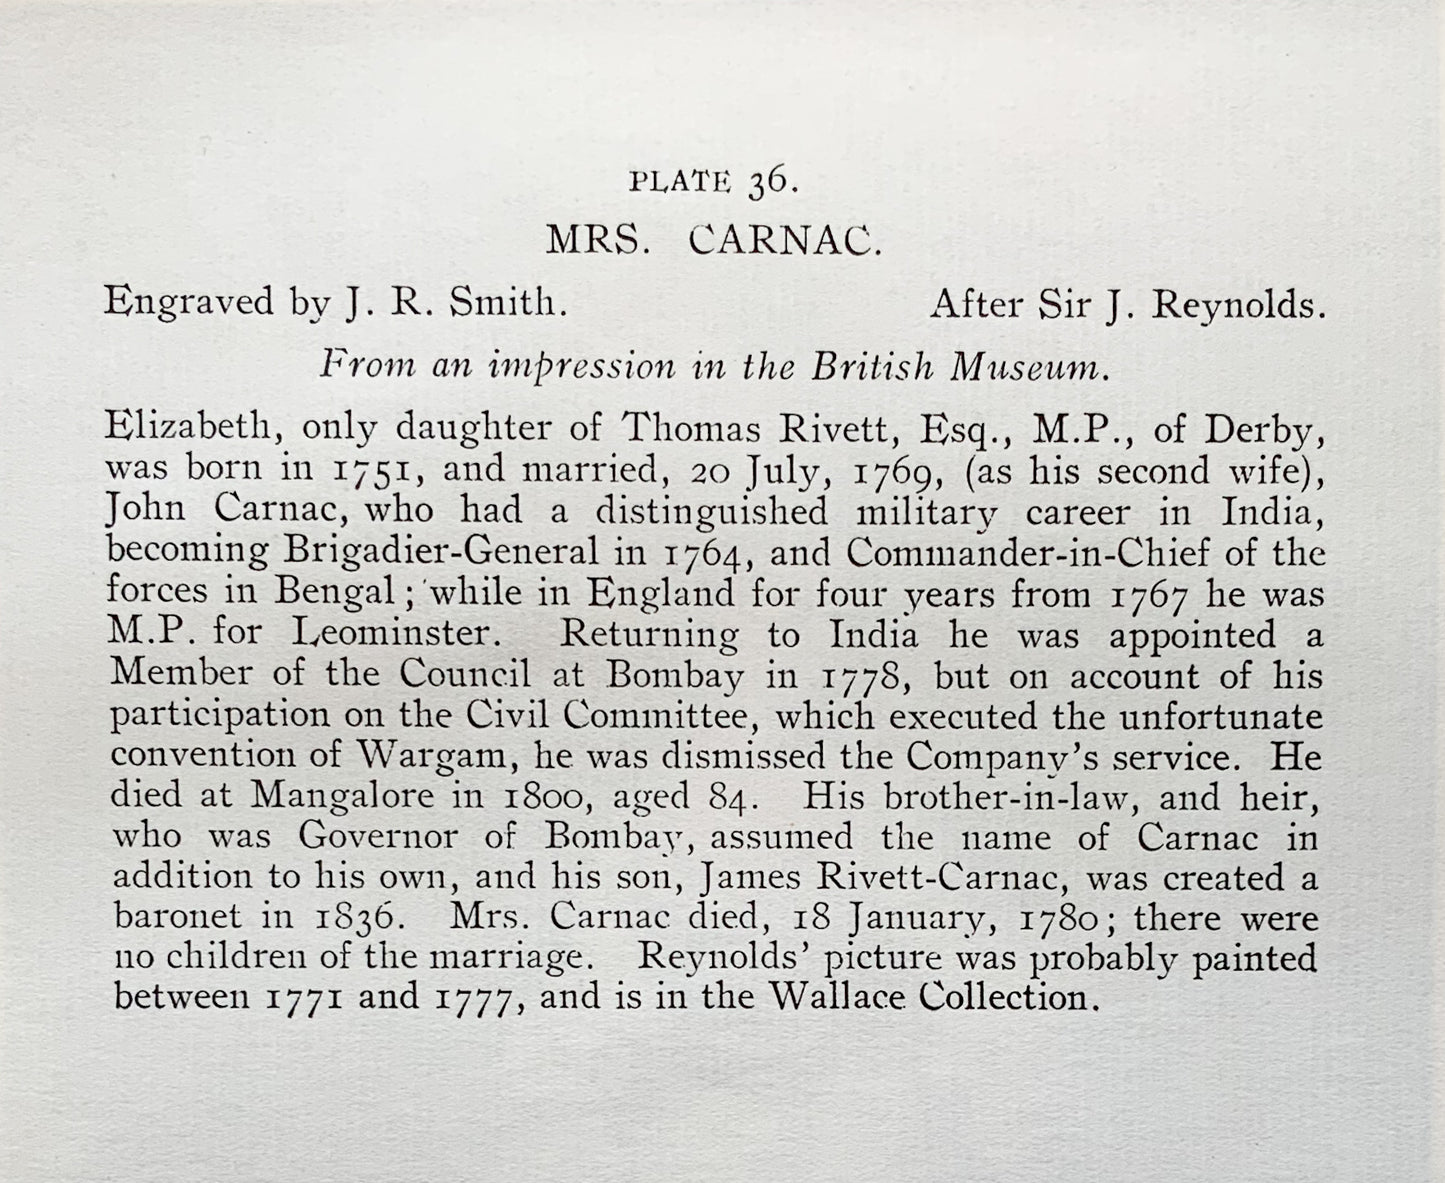 PLATE 36.
MRS. CARNAC.
Engraved by J. R. Smith. After Sir J. Reynolds.
From an impression in the British Museum.
Elizabeth, only daughter of Thomas Rivett, Esq., M.P., of Derby,
was born in 1751, and married, 20 July, 1769, (as his second wife),
John Carnac, who had a distinguished military career in India,
becoming Brigadier-General in 1764, and Commander-in-Chief of the
forces in Bengal; while in England for four years from 1767 he was
M.P. for Leominster. Returning to India he was appointed a
Member of the Council at Bombay in 1778, but on account of his
participation on the Civil Committee, which executed the unfortunate
convention of Wargam, he was dismissed the Company's service. He
died at Mangalore in 1800, aged 84. His brother-in-law, and heir,
who was Governor of Bombay, assumed the name of Carnac in
addition to his own, and his son, James Rivett-Carnac, was created a
baronet in 1836. Mrs. Carnac died, 18 January, 1780; there were
no children of the marriage. Reynolds' picture was probably painted
between 1771 and 1777, and is in the Wallace Collection.